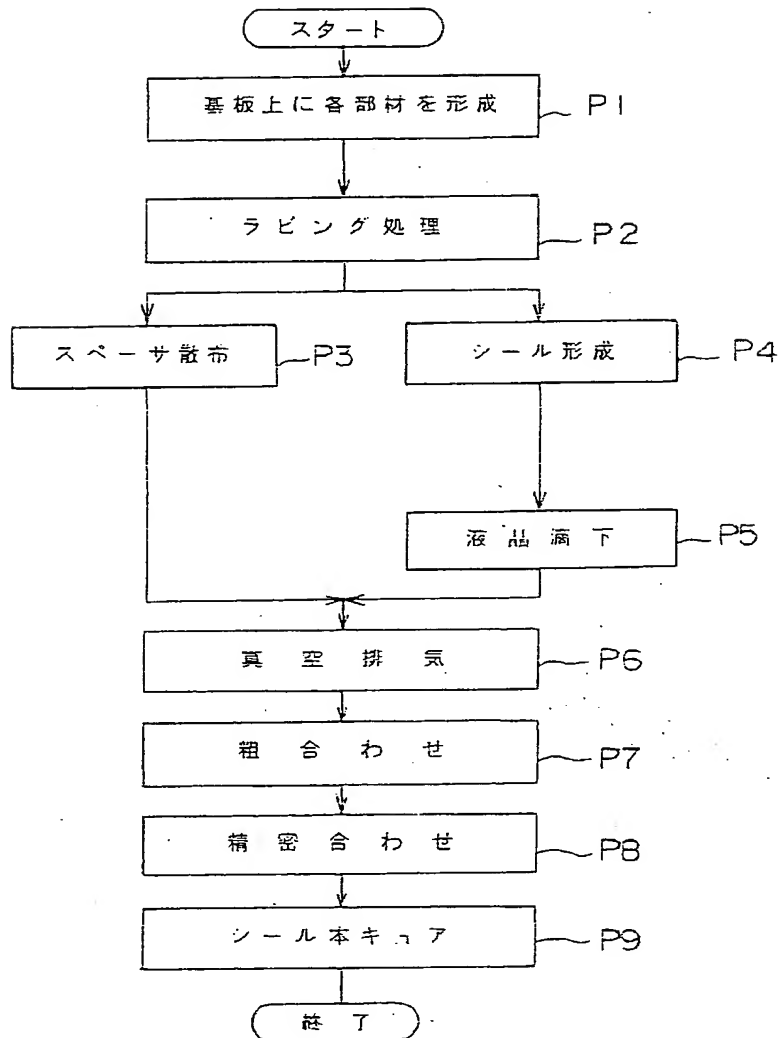 スタート
基板上に各部材を形成 P1
ラビング処理 P2
スペーサ散布 P3
シール形成 P4
液晶滴下 P5
真空排気 P6
粗合わせ P7
精密合わせ P8
シール本キュア P9
終了